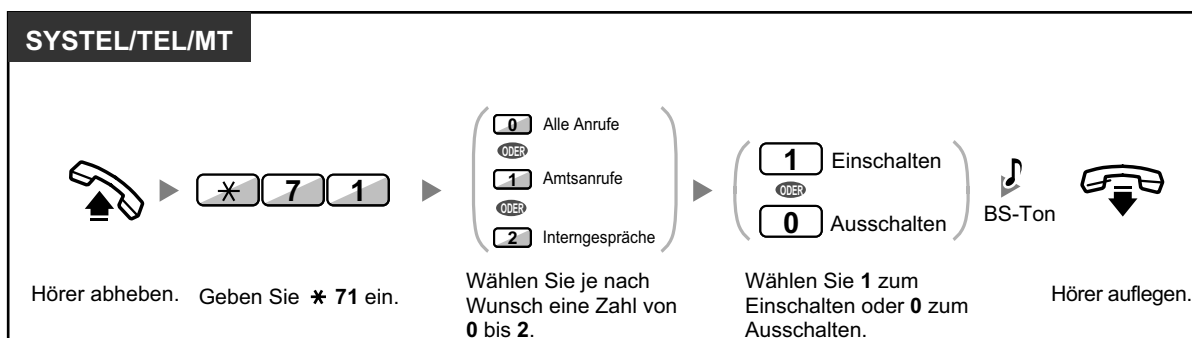 SYSTEL/TEL/MT
0 Alle Anrufe
ODER
1 Amtsanrufe
ODER
2 Interngespräche
* 7 1
1 Einschalten
ODER
0 Ausschalten
BS-Ton
Hörer abheben.
Geben Sie * 71 ein.
Wählen Sie je nach
Wunsch eine Zahl von
0 bis 2.
Wählen Sie 1 zum
Einschalten oder 0 zum
Ausschalten.
Hörer auflegen.